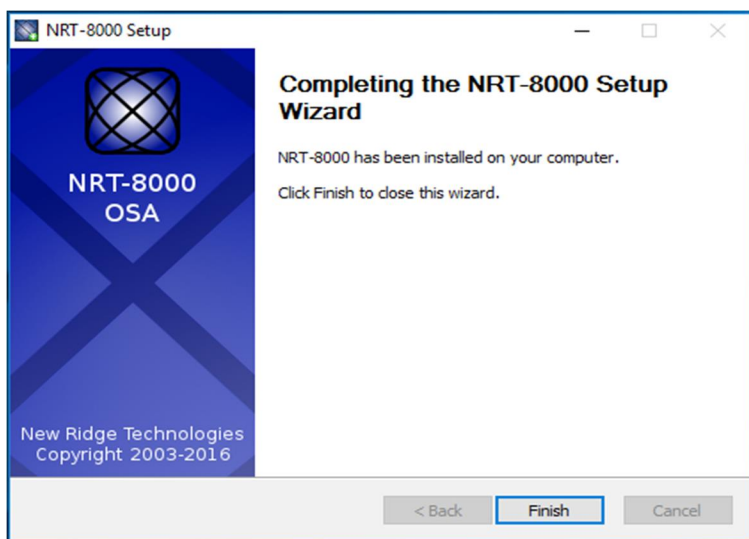 NRT-8000 Setup
NRT-8000
OSA
New Ridge Technologies
Copyright 2003-2016
Completing the NRT-8000 Setup
Wizard
NRT-8000 has been installed on your computer.
Click Finish to close this wizard.
< Back
Finish
Cancel